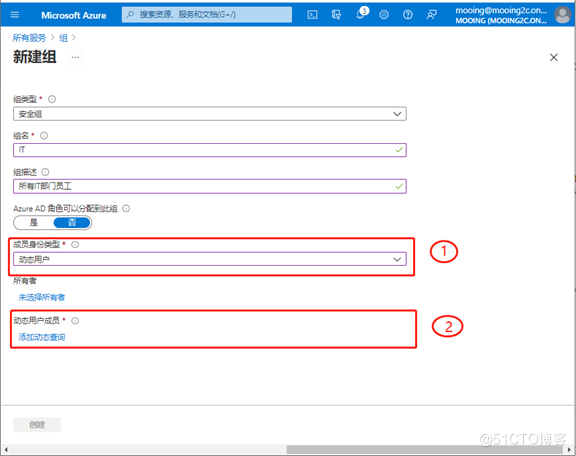 Microsoft Azure
搜索资源、服务和文档(G+/)
3
mooing@mooing2c.on...
MOOING (MOOING2C.ON...
所有服务 > 组 >
新建组 ...
组类型 *
安全组
组名 *
IT
组描述
所有IT部门员工
Azure AD 角色可以分配到此组
是 否
成员身份类型 *
动态用户
1
所有者
未选择所有者
动态用户成员 *
2
添加动态查询
创建
@51CTO博客